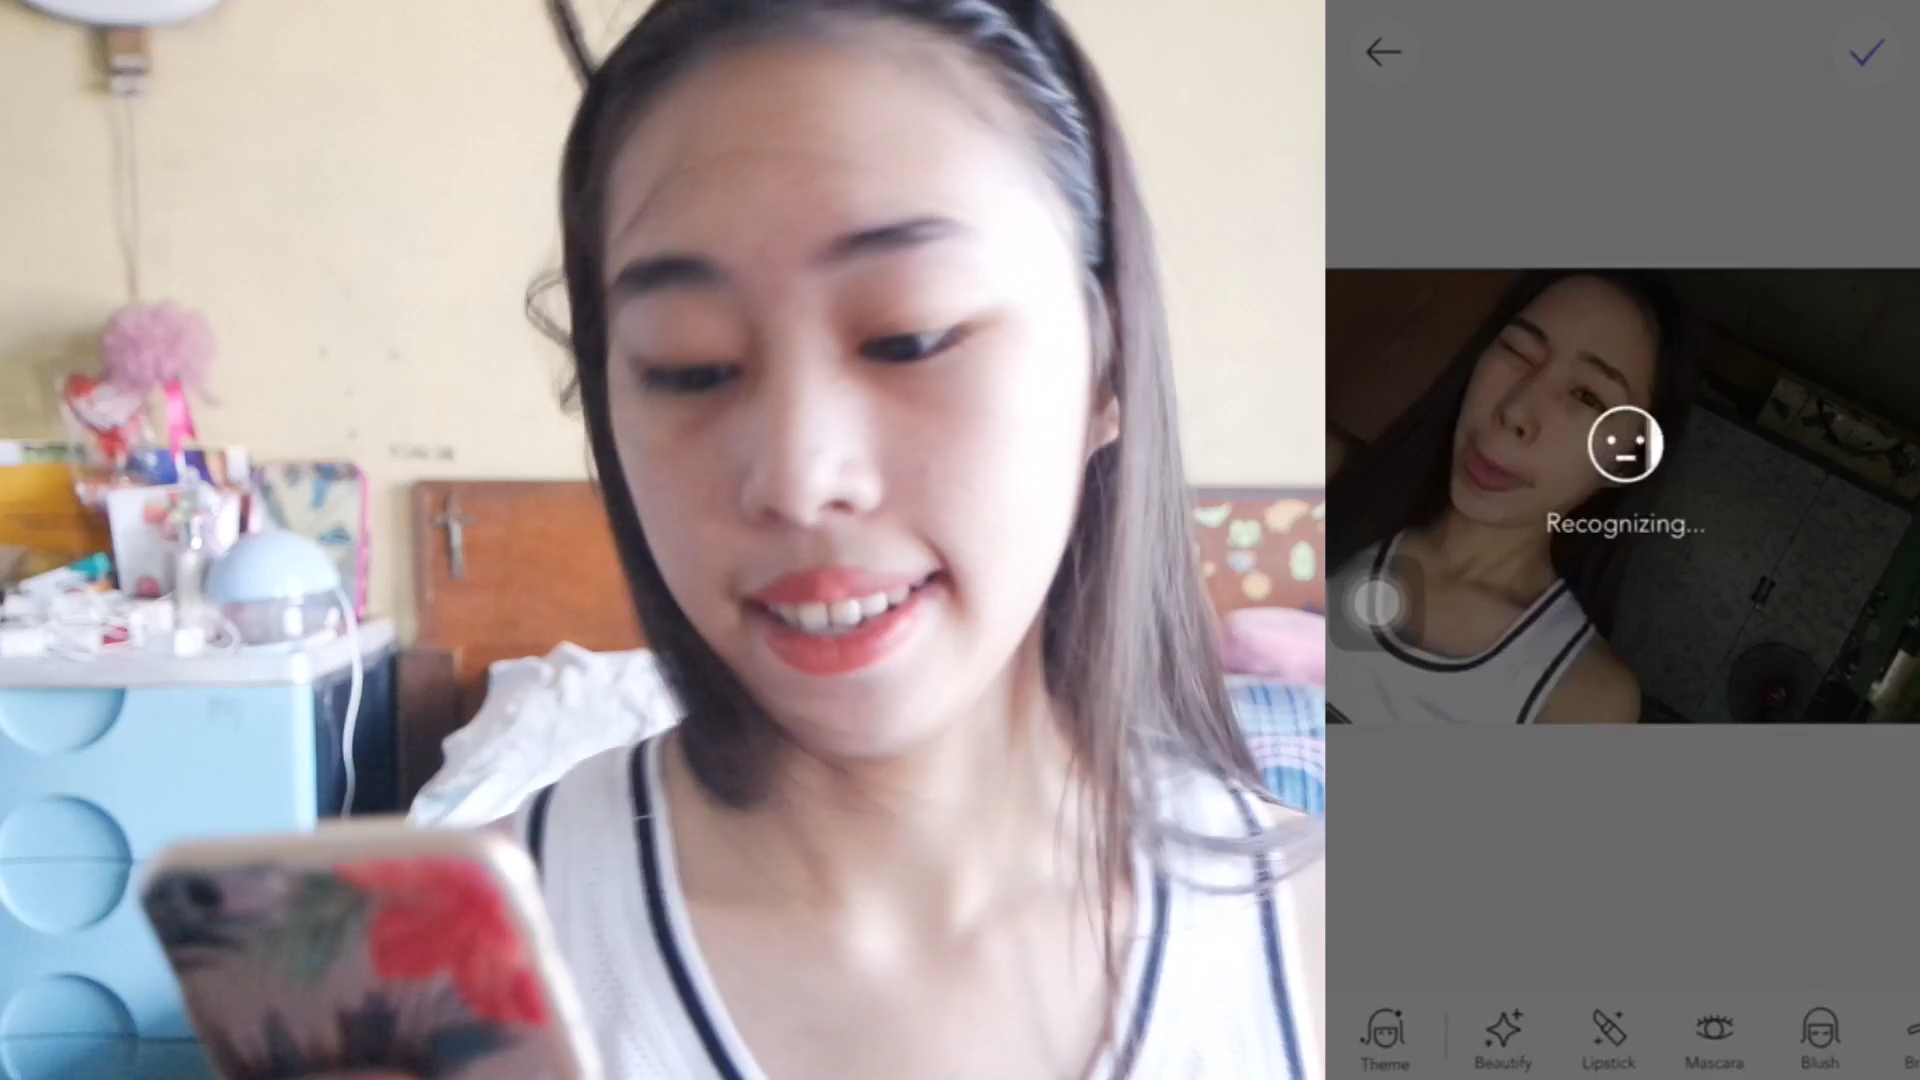 Recognizing...
Theme
Beautify
Lipstick
Mascara
Blush